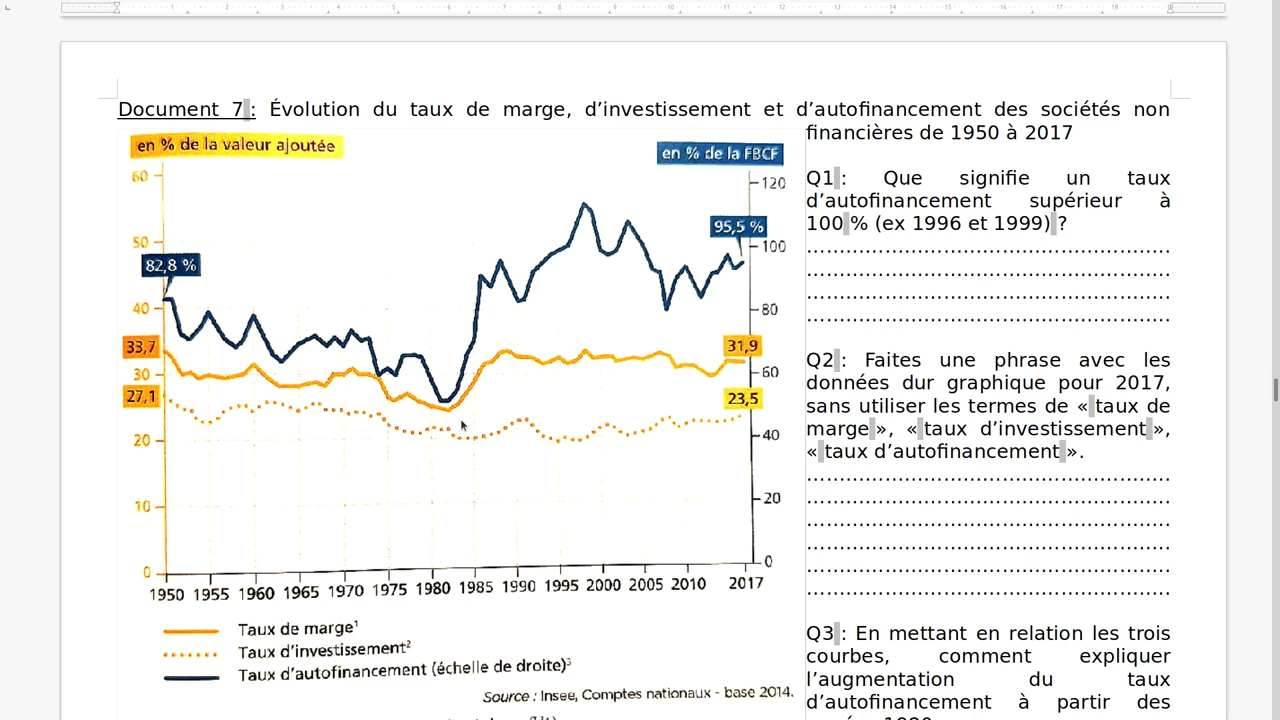 Document 7 : Évolution du taux de marge, d’investissement et d’autofinancement des sociétés non
financières de 1950 à 2017
en % de la valeur ajoutée
en % de la FBCF
60
50
40
30
20
10
0
120
100
80
60
40
20
0
82,8 %
95,5 %
33,7
27,1
31,9
23,5
1950 1955 1960 1965 1970 1975 1980 1985 1990 1995 2000 2005 2010 2017
Taux de marge¹
Taux d’investissement²
Taux d’autofinancement (échelle de droite)³
Source : Insee, Comptes nationaux - base 2014.
Q1 : Que signifie un taux
d’autofinancement supérieur à
100 % (ex 1996 et 1999) ?
Q2 : Faites une phrase avec les
données dur graphique pour 2017,
sans utiliser les termes de « taux de
marge », « taux d’investissement »,
« taux d’autofinancement ».
Q3 : En mettant en relation les trois
courbes, comment expliquer
l’augmentation du taux
d’autofinancement à partir des